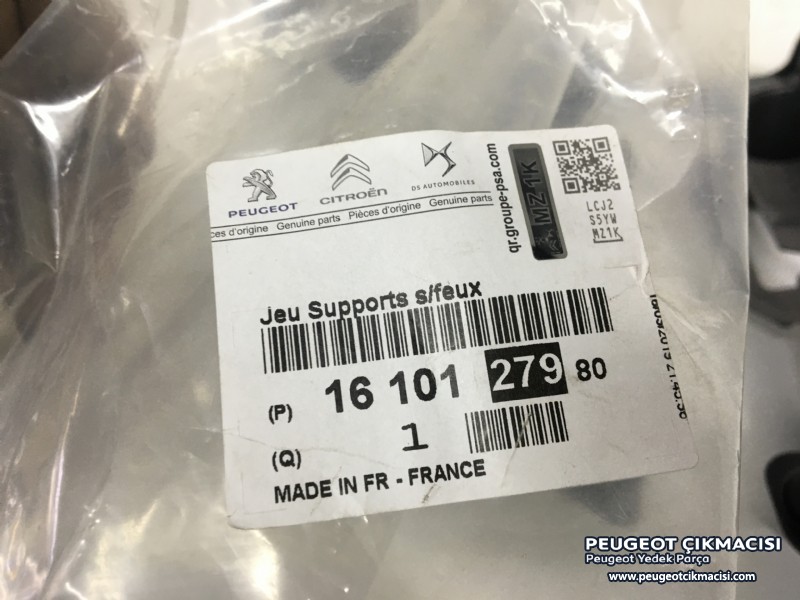 PEUGEOT
CITROËN
DS AUTOMOBILES
ces d'origine Genuine parts Pièces d'origine Genuine parts
qr.groupe-psa.com
MZ1K
LCJ2
S5YW
MZ1K
Jeu Supports s/feux
(P) 16 101 279 80
(Q) 1
MADE IN FR - FRANCE
PEUGEOT ÇIKMACISI
Peugeot Yedek Parça
www.peugeotcikmacisi.com